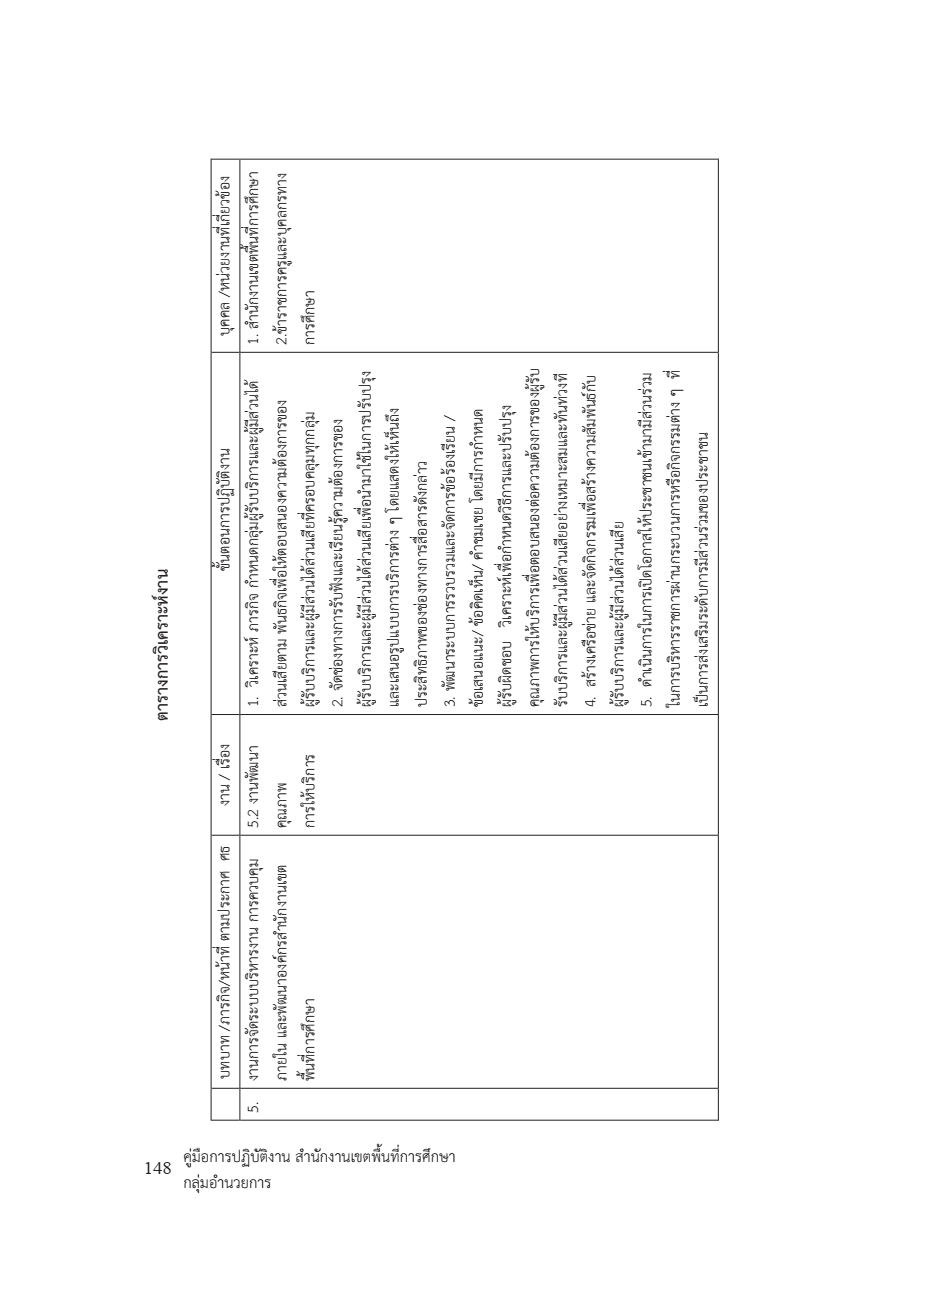 ตารางการวิเคราะห์งาน
บทบาท /ภารกิจ/หน้าที่ ตามประกาศ ศธ
งาน / เรื่อง
ขั้นตอนการปฏิบัติงาน
บุคคล /หน่วยงานที่เกี่ยวข้อง
5.
งานการจัดระบบบริหารงาน การควบคุม
ภายใน และพัฒนาองค์กรสำนักงานเขต
พื้นที่การศึกษา
5.2 งานพัฒนา
คุณภาพ
การให้บริการ
1. วิเคราะห์ ภารกิจ กำหนดกลุ่มผู้รับบริการและผู้มีส่วนได้
ส่วนเสียตาม พันธกิจเพื่อให้ตอบสนองความต้องการของ
ผู้รับบริการและผู้มีส่วนได้ส่วนเสียที่ครอบคลุมทุกกลุ่ม
2. จัดช่องทางการรับฟังและเรียนรู้ความต้องการของ
ผู้รับบริการและผู้มีส่วนได้ส่วนเสียเพื่อนำมาใช้ในการปรับปรุง
และเสนอรูปแบบการบริการต่าง ๆ โดยแสดงให้เห็นถึง
ประสิทธิภาพของช่องทางการสื่อสารดังกล่าว
3. พัฒนาระบบการรวบรวมและจัดการข้อร้องเรียน /
ข้อเสนอแนะ/ ข้อคิดเห็น/ คำชมเชย โดยมีการกำหนด
ผู้รับผิดชอบ วิเคราะห์เพื่อกำหนดวิธีการและปรับปรุง
คุณภาพการให้บริการเพื่อตอบสนองต่อความต้องการของผู้รับ
รับบริการและผู้มีส่วนได้ส่วนเสียอย่างเหมาะสมและทันท่วงที
4. สร้างเครือข่าย และจัดกิจกรรมเพื่อสร้างความสัมพันธ์กับ
ผู้รับบริการและผู้มีส่วนได้ส่วนเสีย
5. ดำเนินการในการเปิดโอกาสให้ประชาชนเข้ามามีส่วนร่วม
ในการบริหารราชการผ่านกระบวนการหรือกิจกรรมต่าง ๆ ที่
เป็นการส่งเสริมระดับการมีส่วนร่วมของประชาชน
1. สำนักงานเขตพื้นที่การศึกษา
2.ข้าราชการครูและบุคลากรทาง
การศึกษา
148
คู่มือการปฏิบัติงาน สำนักงานเขตพื้นที่การศึกษา
กลุ่มอำนวยการ